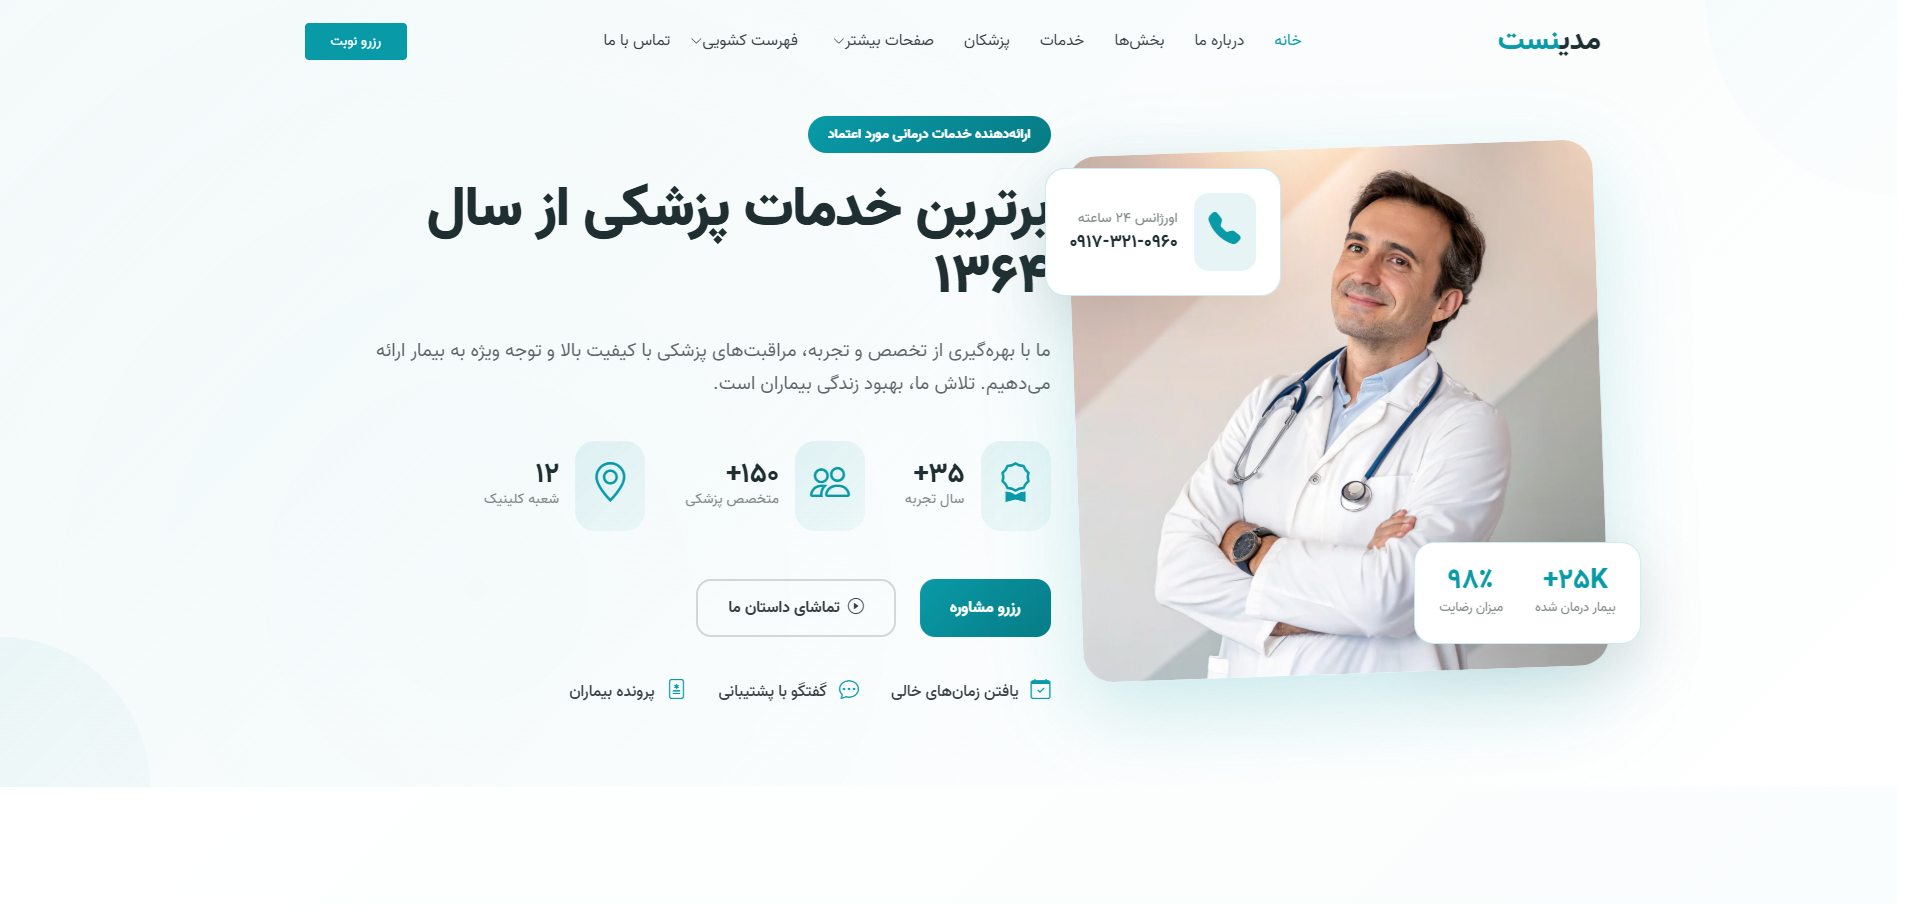 مدینست
خانه
درباره ما
بخش‌ها
خدمات
پزشکان
صفحات بیشتر
فهرست کشویی
تماس با ما
رزرو نوبت
اورژانس ۲۴ ساعته
۰۹۱۷-۳۲۱-۰۹۶۰
+۲۵K
بیمار درمان شده
۹۸٪
میزان رضایت
ارائه‌دهنده خدمات درمانی مورد اعتماد
برترین خدمات پزشکی از سال
۱۳۶۴
ما با بهره‌گیری از تخصص و تجربه، مراقبت‌های پزشکی با کیفیت بالا و توجه ویژه به بیمار ارائه
می‌دهیم. تلاش ما، بهبود زندگی بیماران است.
+۳۵
سال تجربه
+۱۵۰
متخصص پزشکی
۱۲
شعبه کلینیک
رزرو مشاوره
تماشای داستان ما
یافتن زمان‌های خالی
گفتگو با پشتیبانی
پرونده بیماران